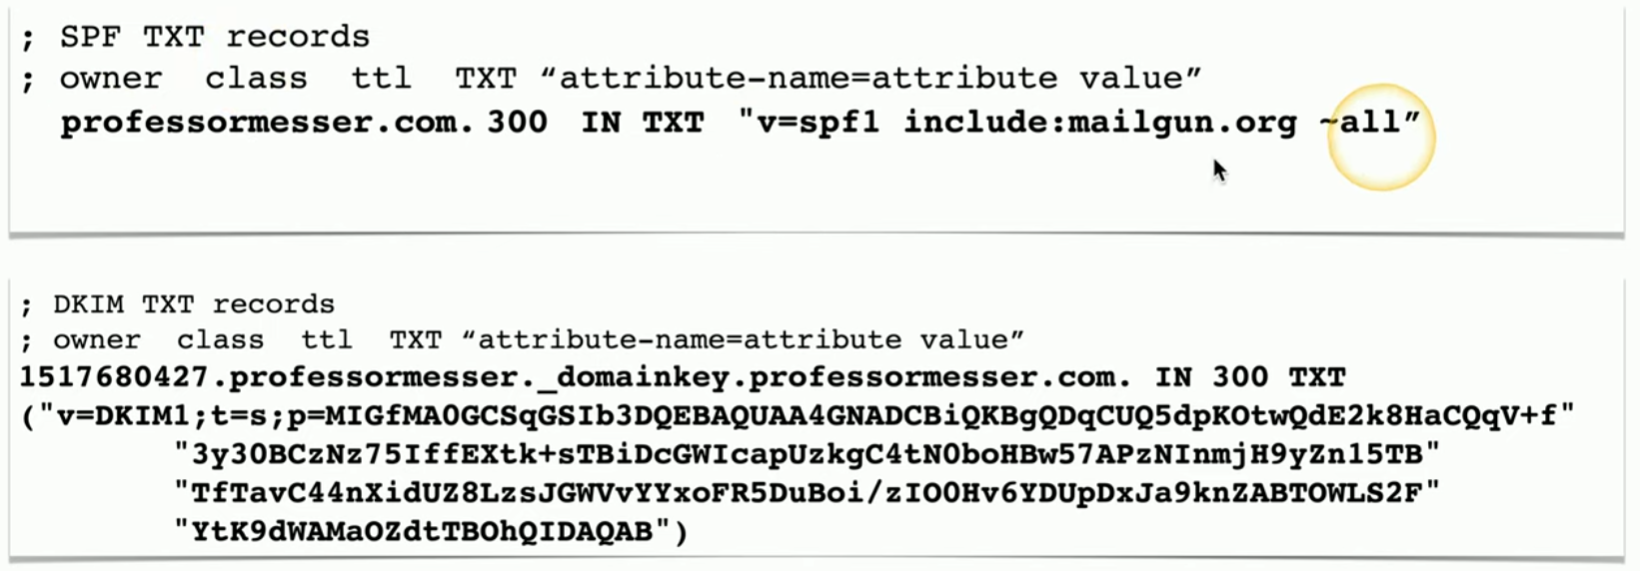 ; SPF TXT records
; owner class ttl TXT “attribute-name=attribute value”
professormesser.com. 300 IN TXT "v=spf1 include:mailgun.org ~all”
; DKIM TXT records
; owner class ttl TXT “attribute-name=attribute value”
1517680427.professormesser._domainkey.professormesser.com. IN 300 TXT
("v=DKIM1;t=s;p=MIGfMA0GCSqGSIb3DQEBAQUAA4GNADCBiQKBgQDqCUQ5dpKOtwQdE2k8HaCQqV+f"
"3y30BCzNz75IffEXtk+sTBiDcGWIcapUzkgC4tN0boHBw57APzNInmjH9yZn15TB"
"TfTavC44nXidUZ8LzsJGWVvYYxoFR5DuBoi/zIO0Hv6YDUpDxJa9knZABTOWLS2F"
"YtK9dWAMaOZdtTBOhQIDAQAB")